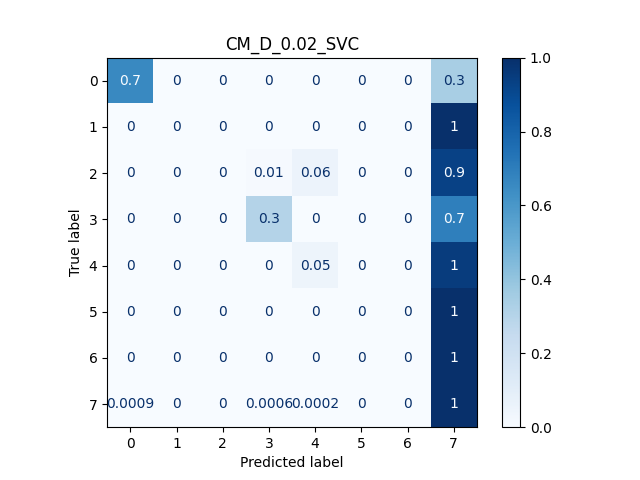 CM_D_0.02_SVC
0 0.7 0 0 0 0 0 0 0.3
1 0 0 0 0 0 0 0 1
2 0 0 0 0.01 0.06 0 0 0.9
3 0 0 0 0.3 0 0 0 0.7
4 0 0 0 0 0.05 0 0 1
5 0 0 0 0 0 0 0 1
6 0 0 0 0 0 0 0 1
7 0.0009 0 0 0.0006 0.0002 0 0 1
0 1 2 3 4 5 6 7
Predicted label
True label
1.0
0.8
0.6
0.4
0.2
0.0